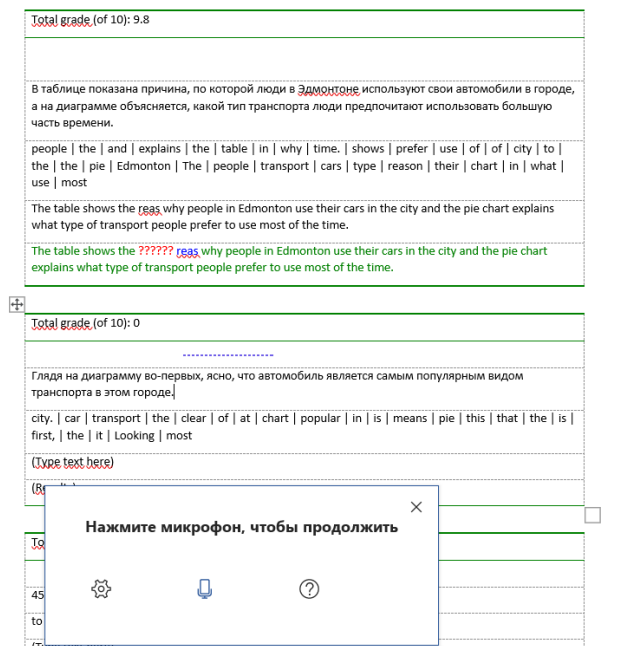 Total grade (of 10): 9.8
В таблице показана причина, по которой люди в Эдмонтоне используют свои автомобили в городе,
а на диаграмме объясняется, какой тип транспорта люди предпочитают использовать большую
часть времени.
people | the | and | explains | the | table | in | why | time. | shows | prefer | use | of | of | city | to |
the | the | pie | Edmonton | The | people | transport | cars | type | reason | their | chart | in | what |
use | most
The table shows the reas why people in Edmonton use their cars in the city and the pie chart explains
what type of transport people prefer to use most of the time.
The table shows the ?????? reas why people in Edmonton use their cars in the city and the pie chart
explains what type of transport people prefer to use most of the time.
Total grade (of 10): 0
---------------------
Глядя на диаграмму во-первых, ясно, что автомобиль является самым популярным видом
транспорта в этом городе.
city. | car | transport | the | clear | of | at | chart | popular | in | is | means | pie | this | that | the | is |
first, | the | it | Looking | most
(Type text here)
Нажмите микрофон, чтобы продолжить
To
45
to